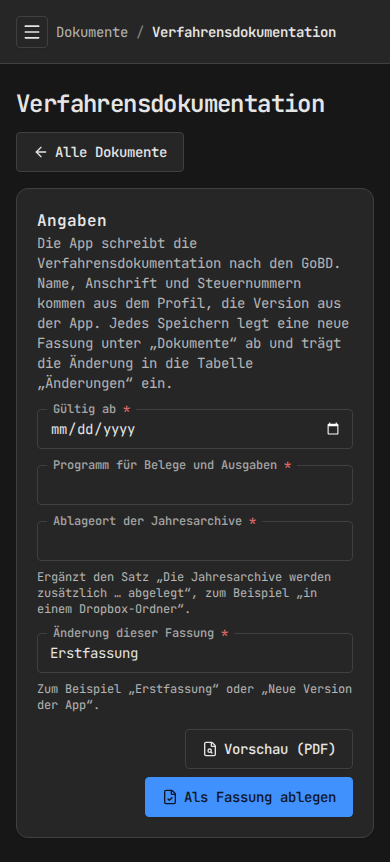 Dokumente / Verfahrensdokumentation
Verfahrensdokumentation
← Alle Dokumente
Angaben
Die App schreibt die
Verfahrensdokumentation nach den GoBD.
Name, Anschrift und Steuernummern
kommen aus dem Profil, die Version aus
der App. Jedes Speichern legt eine neue
Fassung unter „Dokumente“ ab und trägt
die Änderung in die Tabelle
„Änderungen“ ein.
Gültig ab *
mm/dd/yyyy
Programm für Belege und Ausgaben *
Ablageort der Jahresarchive *
Ergänzt den Satz „Die Jahresarchive werden
zusätzlich … abgelegt“, zum Beispiel „in
einem Dropbox-Ordner“.
Änderung dieser Fassung *
Erstfassung
Zum Beispiel „Erstfassung“ oder „Neue Version
der App“.
Vorschau (PDF)
Als Fassung ablegen